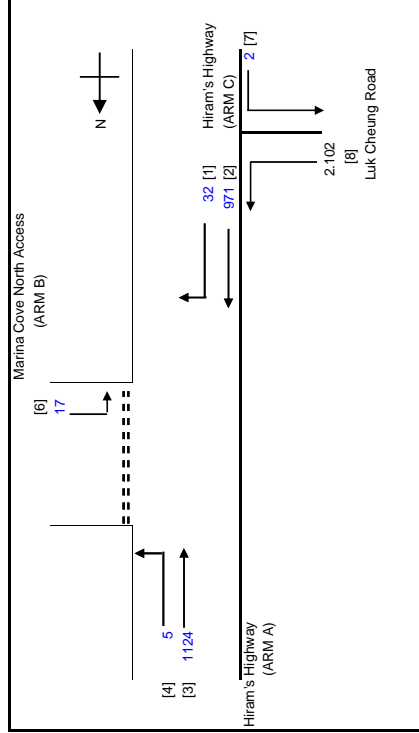 Marina Cove North Access
(ARM B)
N
[6]
17
Hiram's Highway
(ARM C)
2 [7]
32 [1]
971 [2]
2.102
[8]
Luk Cheung Road
[4] 5
[3] 1124
Hiram's Highway
(ARM A)